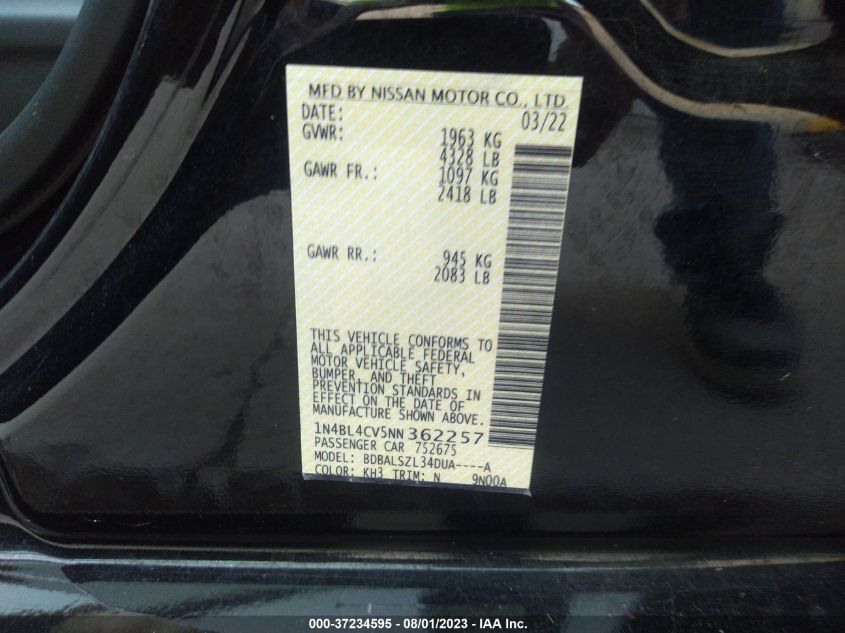 MFD BY NISSAN MOTOR CO., LTD.
DATE: 03/22
GVWR: 1963 KG
4328 LB
GAWR FR.: 1097 KG
2418 LB
GAWR RR.: 945 KG
2083 LB
THIS VEHICLE CONFORMS TO
ALL APPLICABLE FEDERAL
MOTOR VEHICLE SAFETY,
BUMPER, AND THEFT
PREVENTION STANDARDS IN
EFFECT ON THE DATE OF
MANUFACTURE SHOWN ABOVE.
1N4BL4CV5NN362257
PASSENGER CAR 752675
MODEL: BDBALSZL34DUA----A
COLOR: KH3 TRIM: N 9N00A
000-37234595 - 08/01/2023 - IAA Inc.